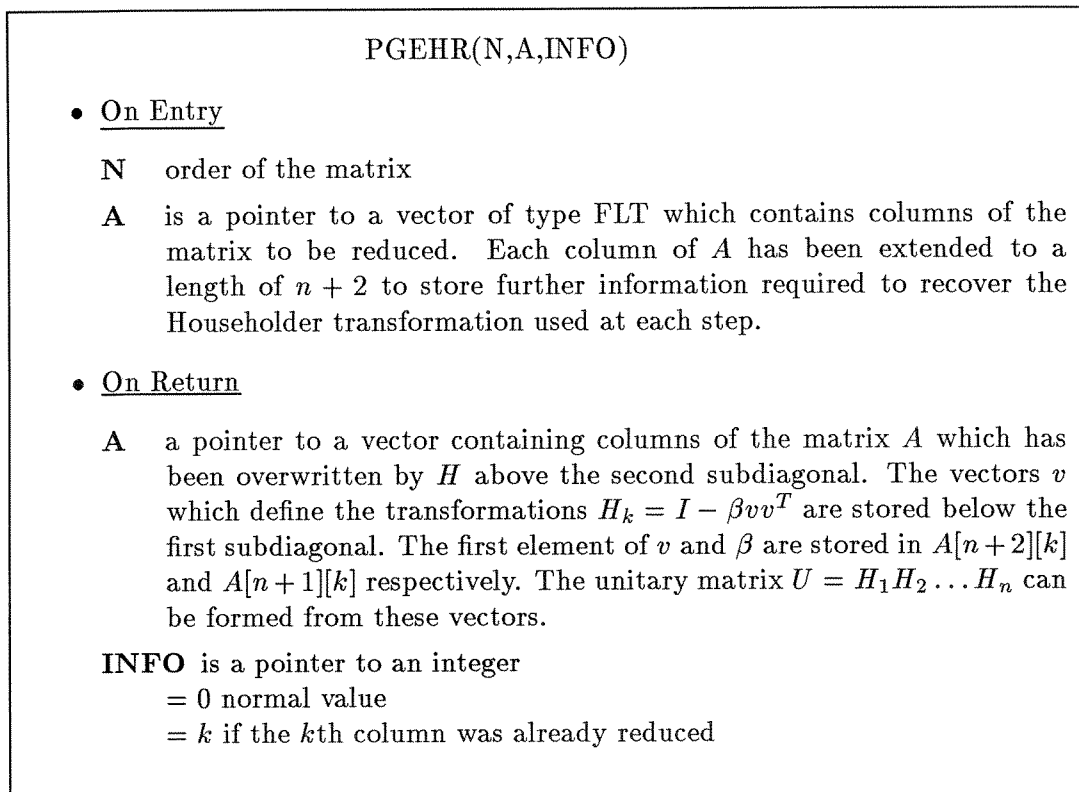 PGEHR(N,A,INFO)
• On Entry
N order of the matrix
A is a pointer to a vector of type FLT which contains columns of the
matrix to be reduced. Each column of A has been extended to a
length of n + 2 to store further information required to recover the
Householder transformation used at each step.
• On Return
A a pointer to a vector containing columns of the matrix A which has
been overwritten by H above the second subdiagonal. The vectors v
which define the transformations H_k = I − βvv^T are stored below the
first subdiagonal. The first element of v and β are stored in A[n + 2][k]
and A[n + 1][k] respectively. The unitary matrix U = H_1H_2 . . . H_n can
be formed from these vectors.
INFO is a pointer to an integer
= 0 normal value
= k if the kth column was already reduced